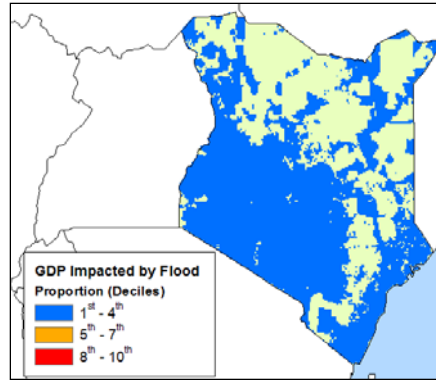 GDP Impacted by Flood
Proportion (Deciles)
1st - 4th
5th - 7th
8th - 10th